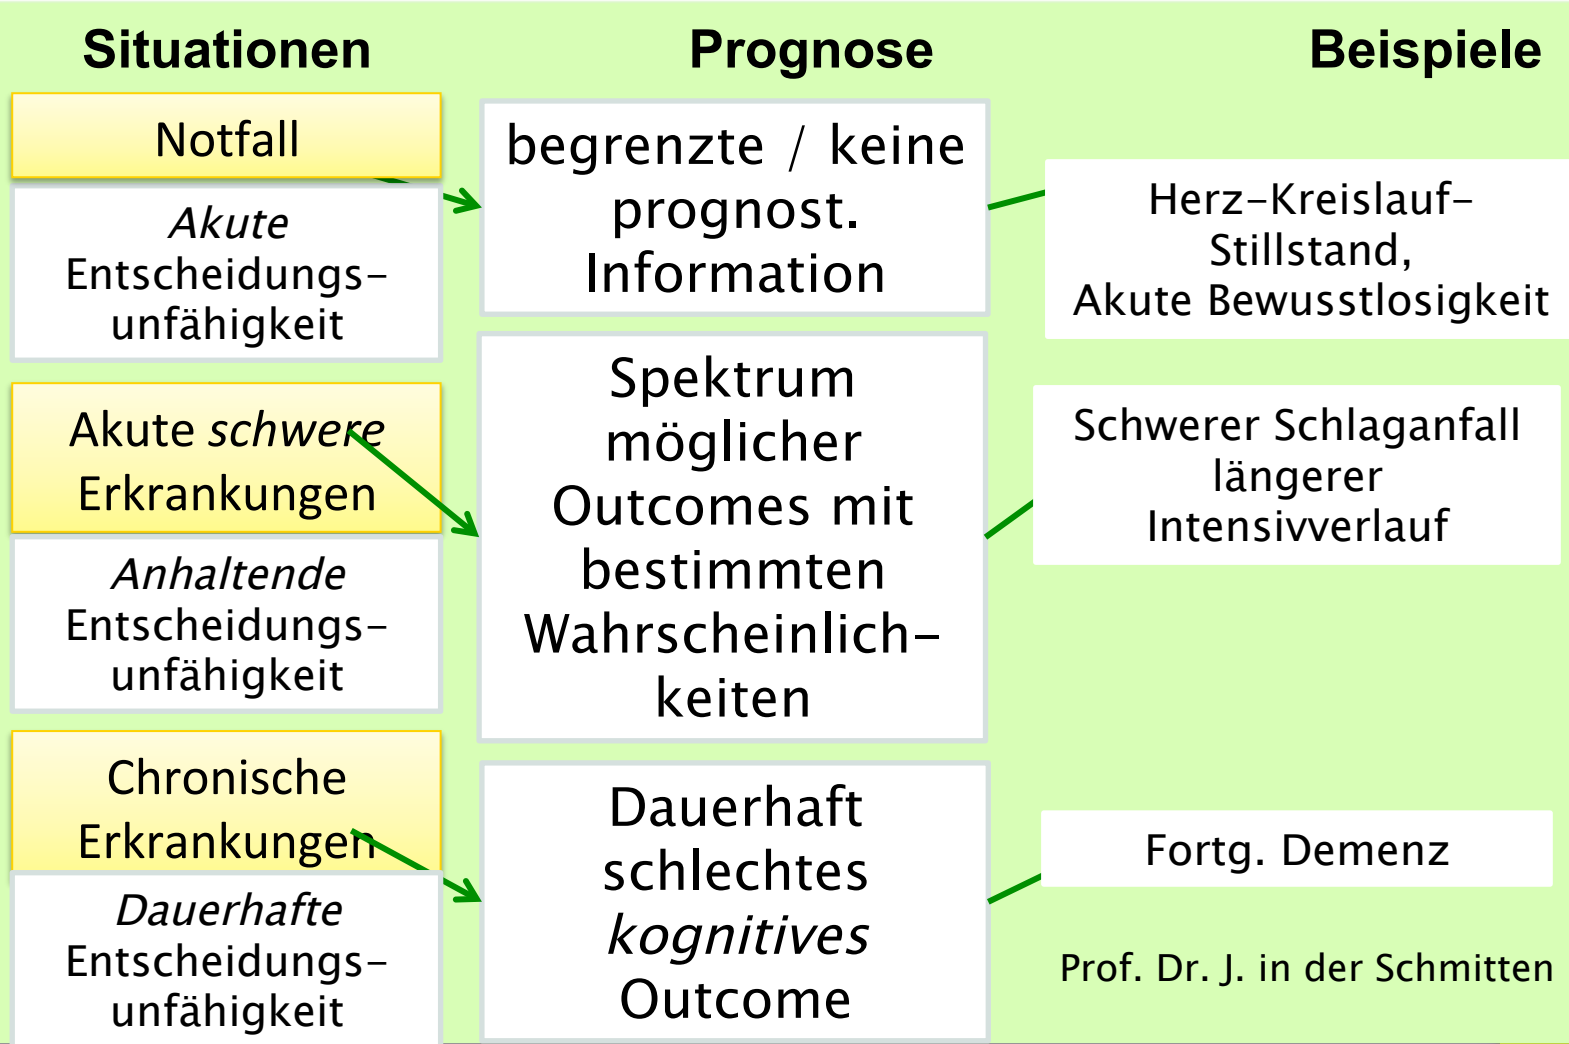 Situationen
Prognose
Beispiele
Notfall
Akute
Entscheidungs-
unfähigkeit
begrenzte / keine
prognost.
Information
Herz-Kreislauf-
Stillstand,
Akute Bewusstlosigkeit
Akute schwere
Erkrankungen
Anhaltende
Entscheidungs-
unfähigkeit
Spektrum
möglicher
Outcomes mit
bestimmten
Wahrscheinlich-
keiten
Schwerer Schlaganfall
längerer
Intensivverlauf
Chronische
Erkrankungen
Dauerhafte
Entscheidungs-
unfähigkeit
Dauerhaft
schlechtes
kognitives
Outcome
Fortg. Demenz
Prof. Dr. J. in der Schmitten